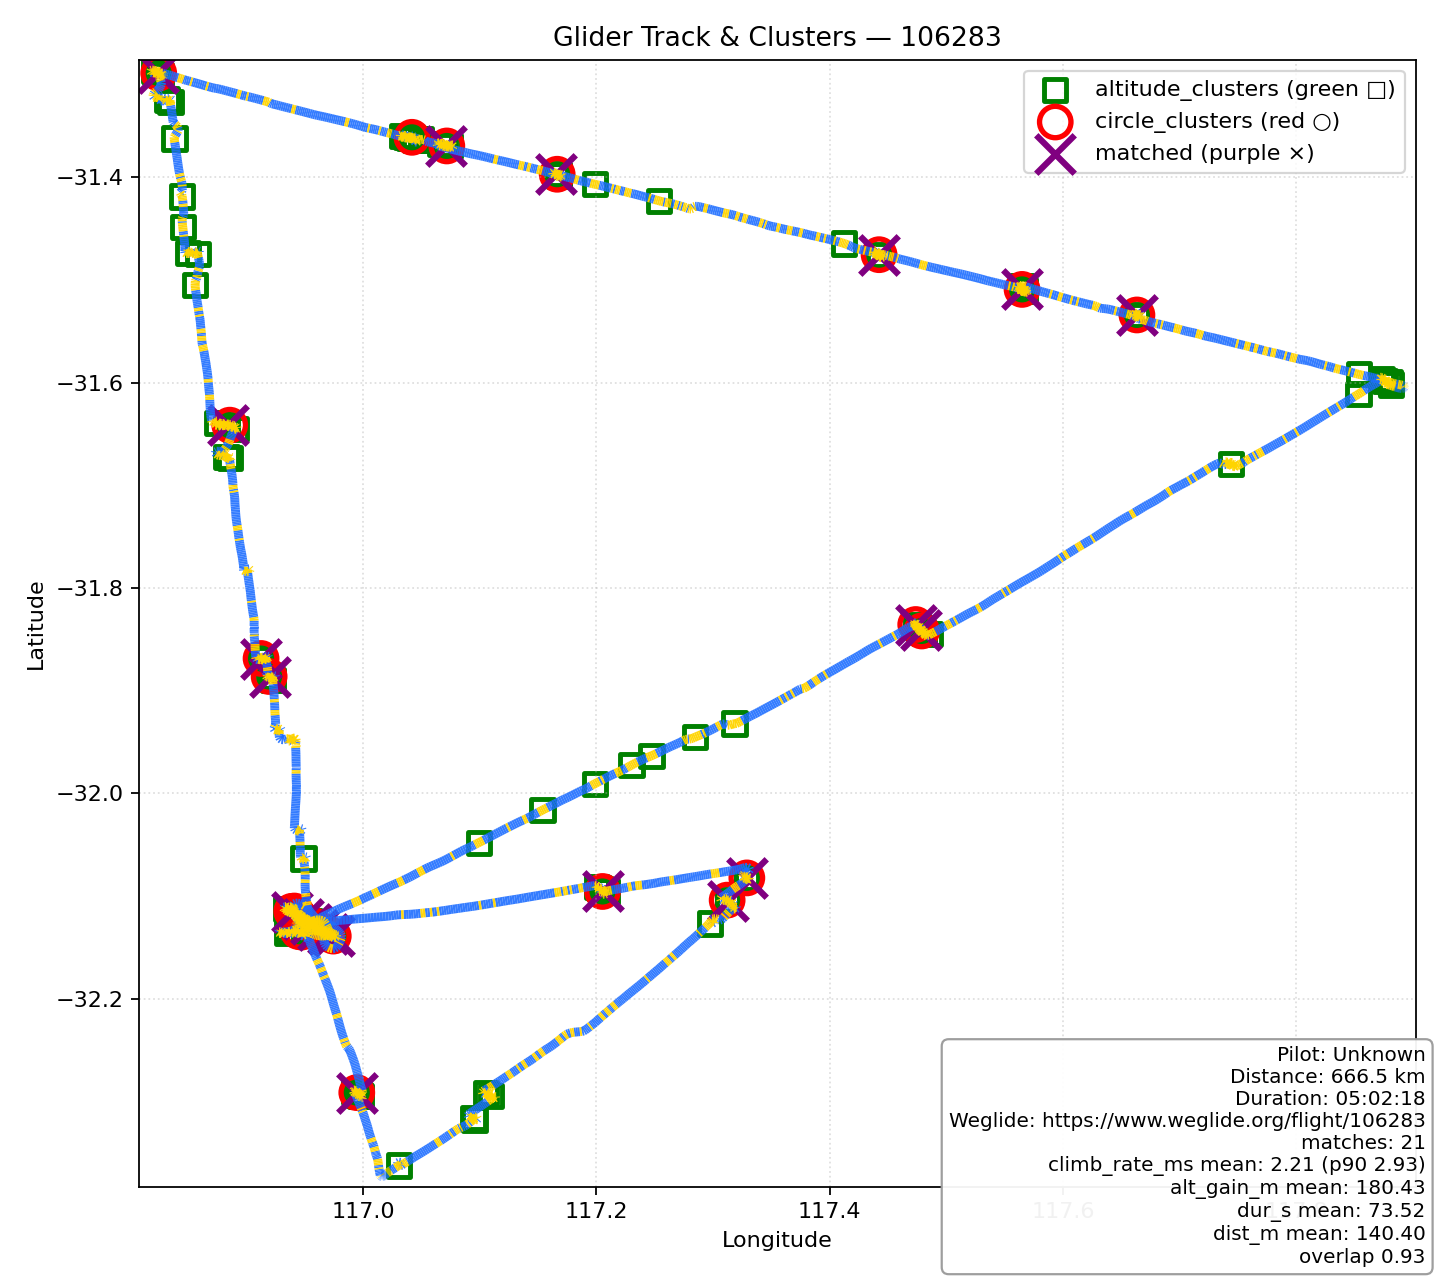 Glider Track & Clusters — 106283
altitude_clusters (green □)
circle_clusters (red ○)
matched (purple ×)
−31.4
−31.6
−31.8
−32.0
−32.2
Latitude
117.0
117.2
117.4
117.6
Longitude
Pilot: Unknown
Distance: 666.5 km
Duration: 05:02:18
Weglide: https://www.weglide.org/flight/106283
matches: 21
climb_rate_ms mean: 2.21 (p90 2.93)
alt_gain_m mean: 180.43
dur_s mean: 73.52
dist_m mean: 140.40
overlap 0.93